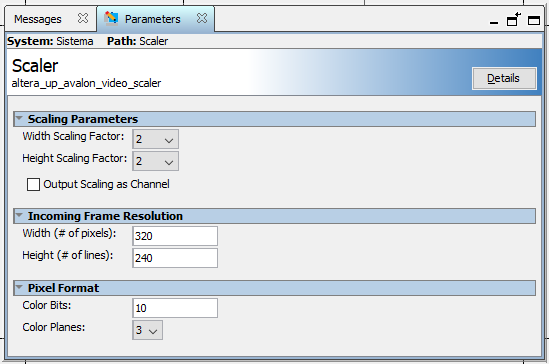 Messages Parameters
System: Sistema Path: Scaler
Scaler
altera_up_avalon_video_scaler
Details
Scaling Parameters
Width Scaling Factor: 2
Height Scaling Factor: 2
Output Scaling as Channel
Incoming Frame Resolution
Width (# of pixels): 320
Height (# of lines): 240
Pixel Format
Color Bits: 10
Color Planes: 3